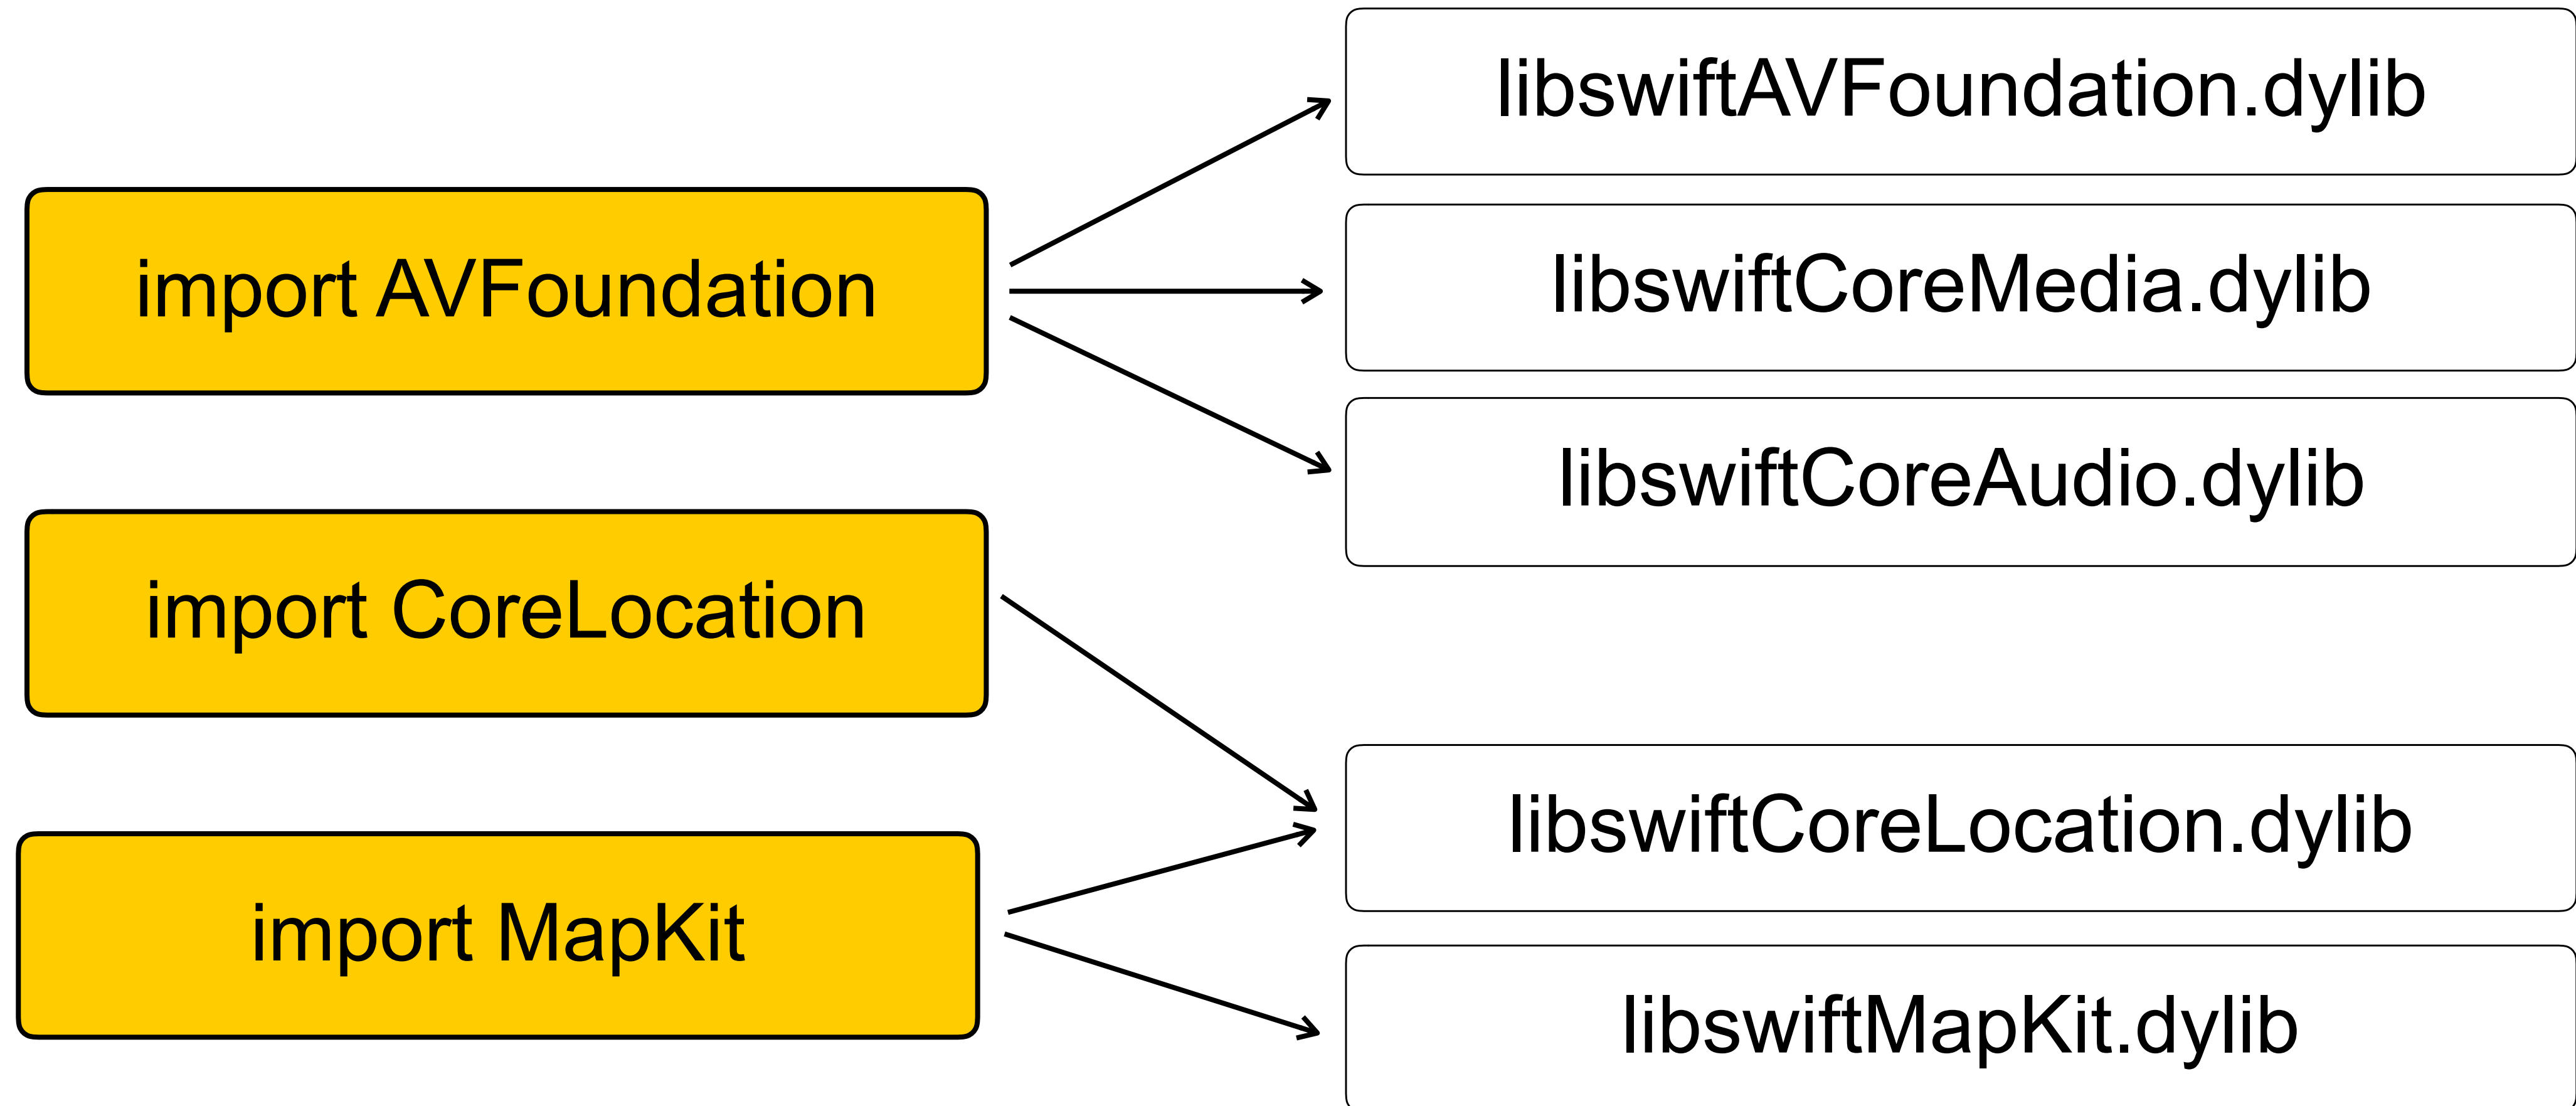 import AVFoundation
import CoreLocation
import MapKit
libswiftAVFoundation.dylib
libswiftCoreMedia.dylib
libswiftCoreAudio.dylib
libswiftCoreLocation.dylib
libswiftMapKit.dylib